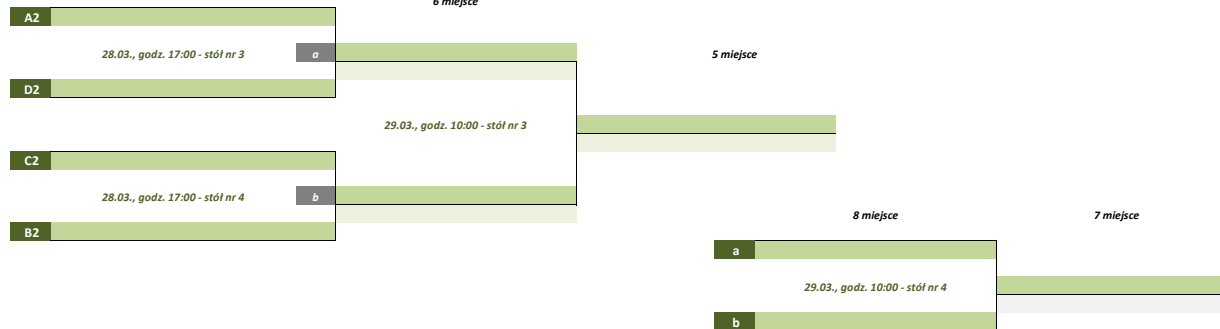 6 miejsce
A2
28.03., godz. 17:00 - stół nr 3
a
5 miejsce
D2
29.03., godz. 10:00 - stół nr 3
C2
28.03., godz. 17:00 - stół nr 4
b
8 miejsce
7 miejsce
B2
a
29.03., godz. 10:00 - stół nr 4
b